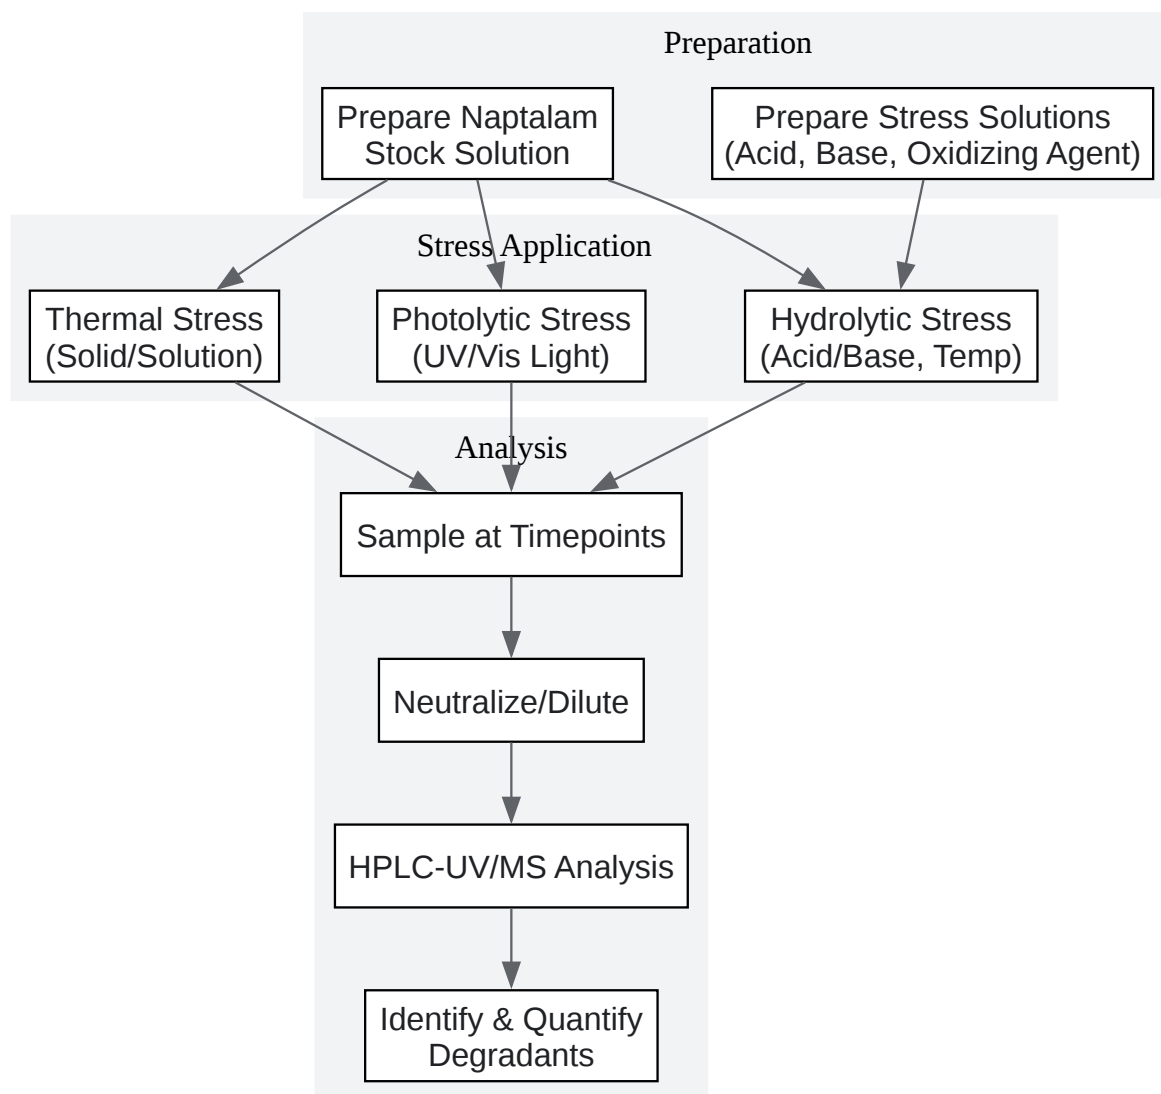 Preparation
Prepare Naptalam
Stock Solution
Prepare Stress Solutions
(Acid, Base, Oxidizing Agent)
Stress Application
Thermal Stress
(Solid/Solution)
Photolytic Stress
(UV/Vis Light)
Hydrolytic Stress
(Acid/Base, Temp)
Analysis
Sample at Timepoints
Neutralize/Dilute
HPLC-UV/MS Analysis
Identify & Quantify
Degradants